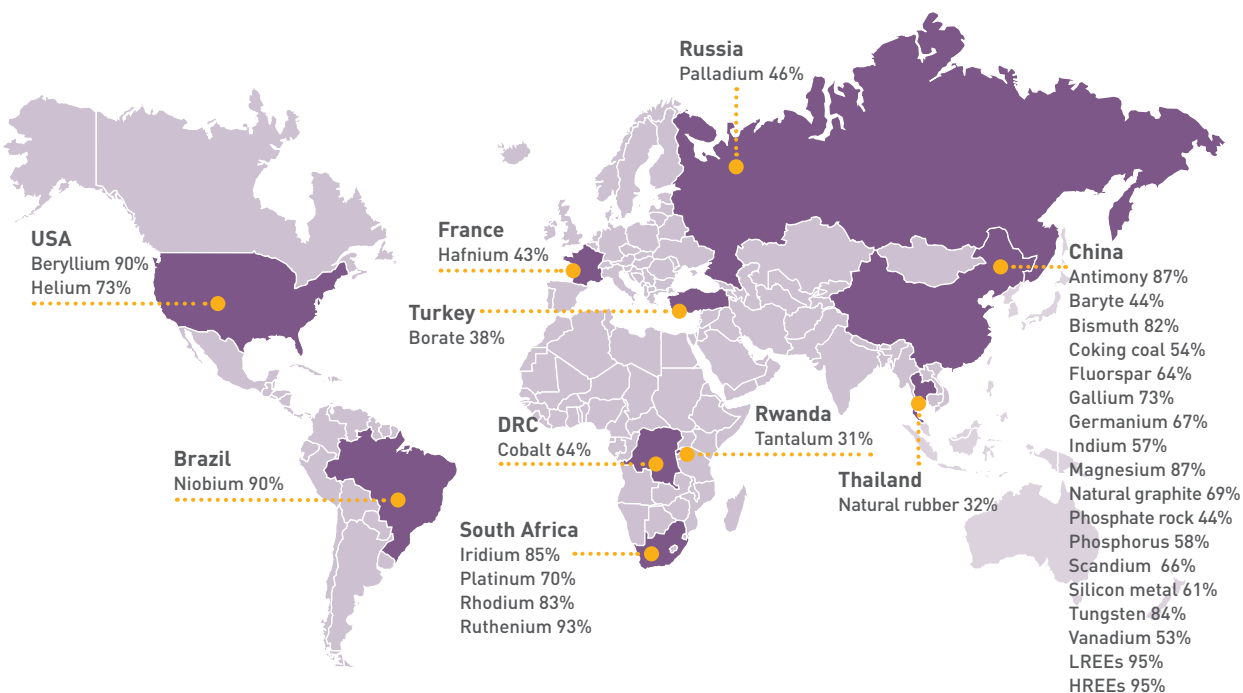 Russia
Palladium 46%
USA
Beryllium 90%
Helium 73%
France
Hafnium 43%
Turkey
Borate 38%
China
Antimony 87%
Baryte 44%
Bismuth 82%
Coking coal 54%
Fluorspar 64%
Gallium 73%
Germanium 67%
Indium 57%
Magnesium 87%
Natural graphite 69%
Phosphate rock 44%
Phosphorus 58%
Scandium 66%
Silicon metal 61%
Tungsten 84%
Vanadium 53%
LREEs 95%
HREEs 95%
DRC
Cobalt 64%
Rwanda
Tantalum 31%
Brazil
Niobium 90%
Thailand
Natural rubber 32%
South Africa
Iridium 85%
Platinum 70%
Rhodium 83%
Ruthenium 93%